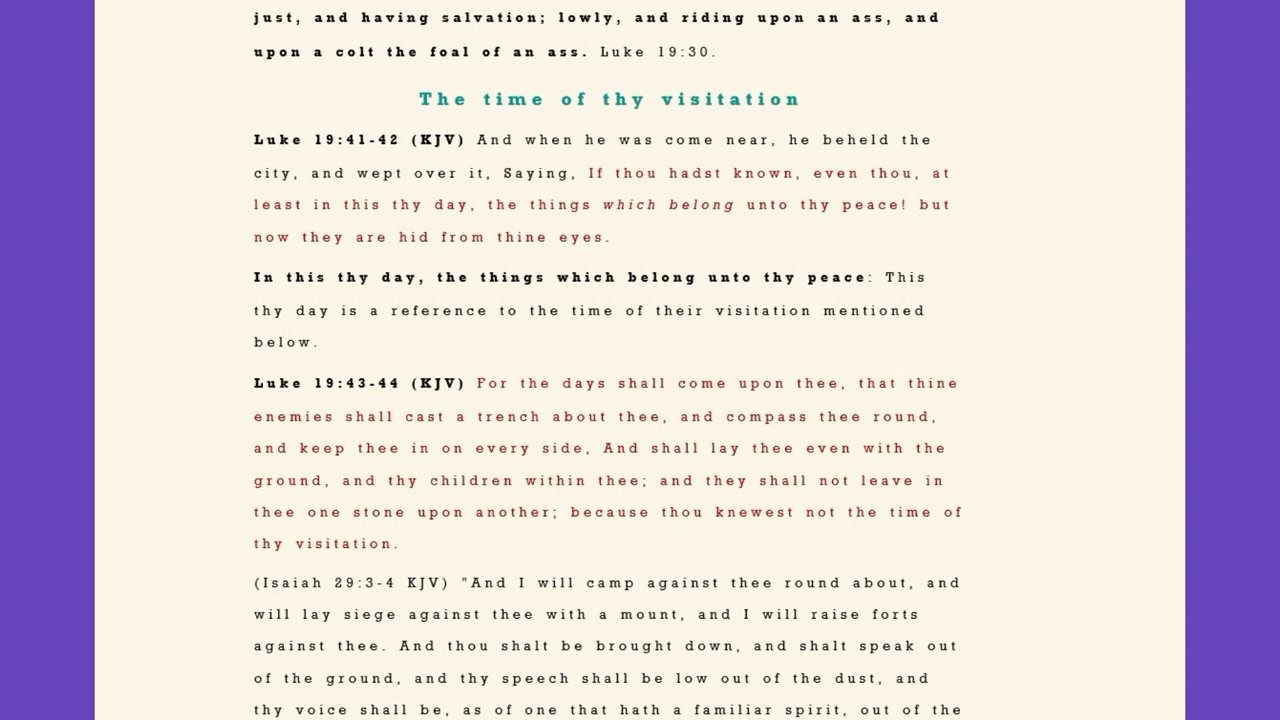 just, and having salvation; lowly, and riding upon an ass, and
upon a colt the foal of an ass. Luke 19:30.
The time of thy visitation
Luke 19:41-42 (KJV) And when he was come near, he beheld the
city, and wept over it, Saying, If thou hadst known, even thou, at
least in this thy day, the things which belong unto thy peace! but
now they are hid from thine eyes.
In this thy day, the things which belong unto thy peace: This
thy day is a reference to the time of their visitation mentioned
below.
Luke 19:43-44 (KJV) For the days shall come upon thee, that thine
enemies shall cast a trench about thee, and compass thee round,
and keep thee in on every side, And shall lay thee even with the
ground, and thy children within thee; and they shall not leave in
thee one stone upon another; because thou knewest not the time of
thy visitation.
(Isaiah 29:3-4 KJV) "And I will camp against thee round about, and
will lay siege against thee with a mount, and I will raise forts
against thee. And thou shalt be brought down, and shalt speak out
of the ground, and thy speech shall be low out of the dust, and
thy voice shall be, as of one that hath a familiar spirit, out of the